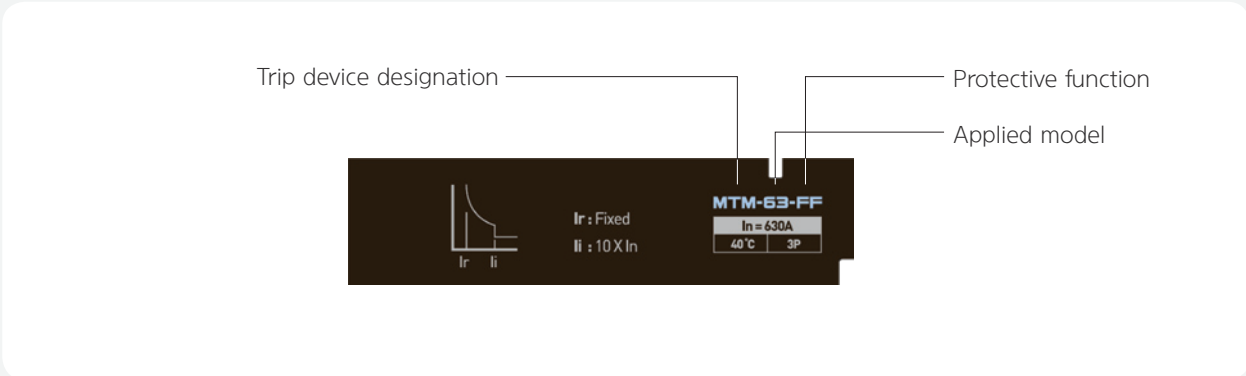 Trip device designation
Protective function
Applied model
MTM-63-FF
Ir : Fixed
In = 630A
Ii : 10 X In
40˚C 3P
Ir Ii